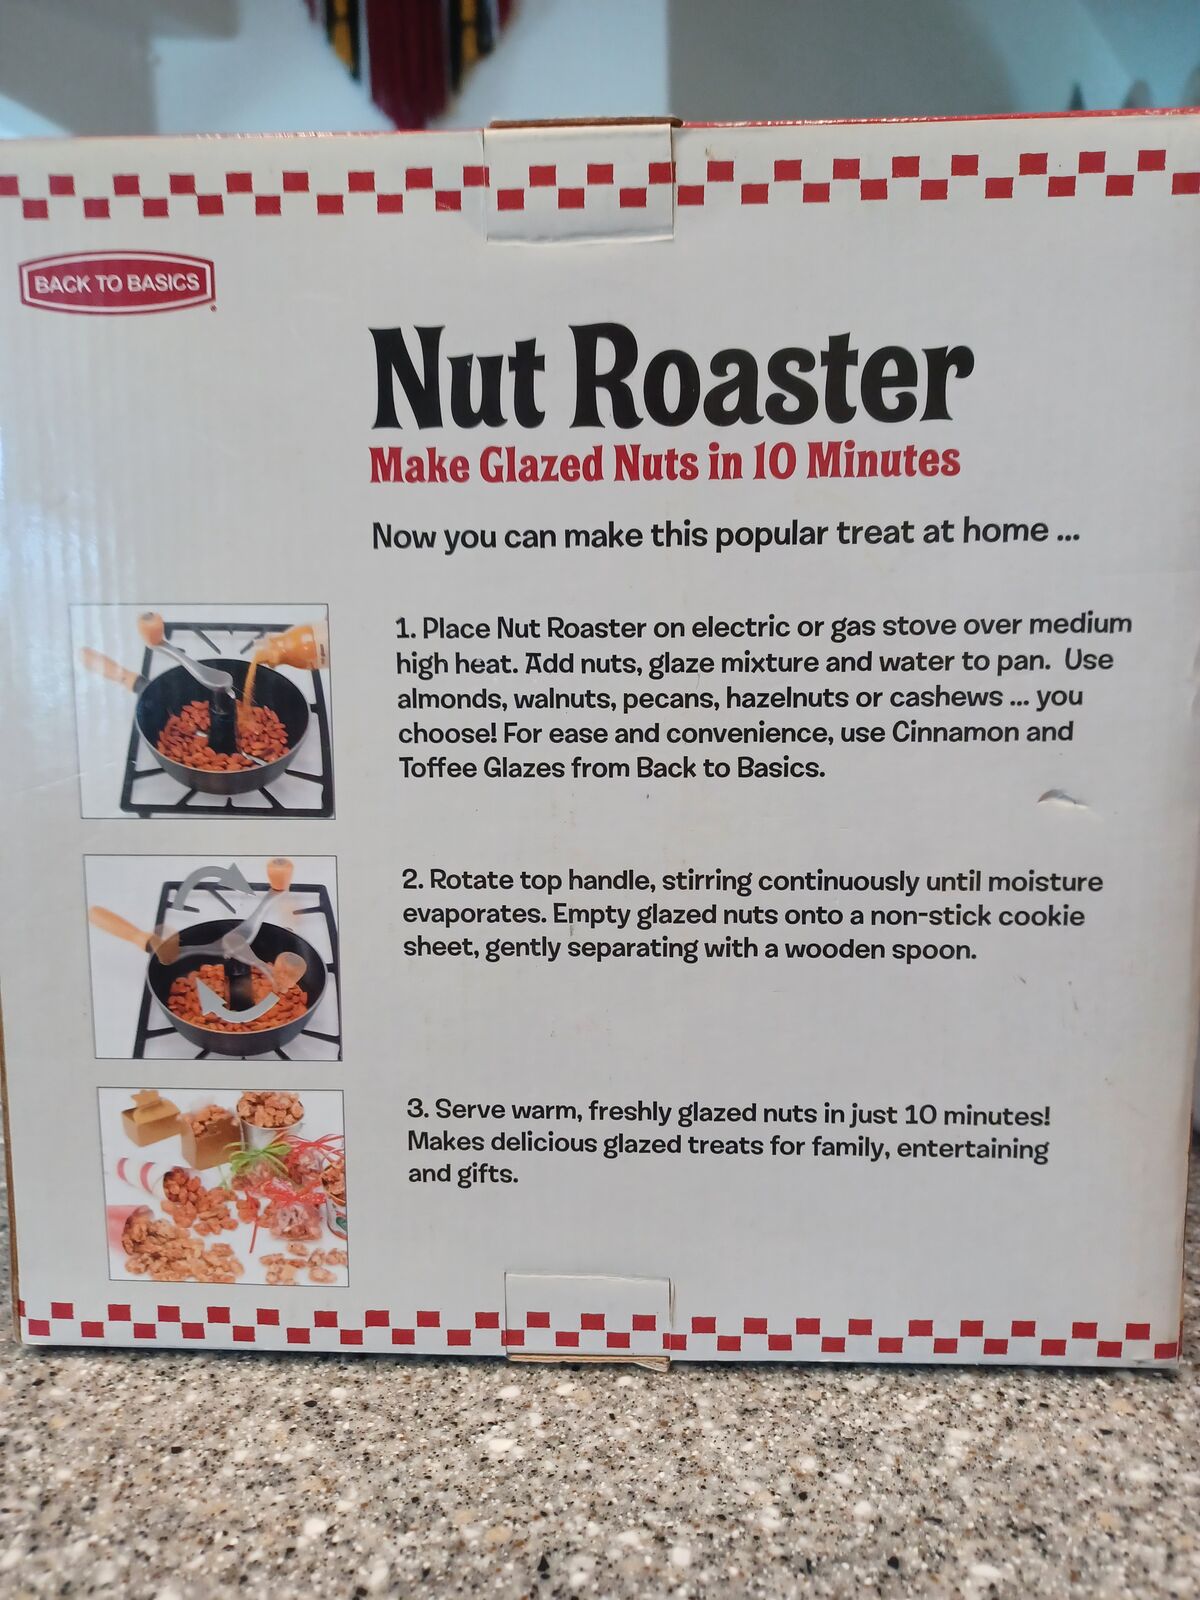 BACK TO BASICS
Nut Roaster
Make Glazed Nuts in 10 Minutes
Now you can make this popular treat at home ...
1. Place Nut Roaster on electric or gas stove over medium
high heat. Add nuts, glaze mixture and water to pan. Use
almonds, walnuts, pecans, hazelnuts or cashews ... you
choose! For ease and convenience, use Cinnamon and
Toffee Glazes from Back to Basics.
2. Rotate top handle, stirring continuously until moisture
evaporates. Empty glazed nuts onto a non-stick cookie
sheet, gently separating with a wooden spoon.
3. Serve warm, freshly glazed nuts in just 10 minutes!
Makes delicious glazed treats for family, entertaining
and gifts.